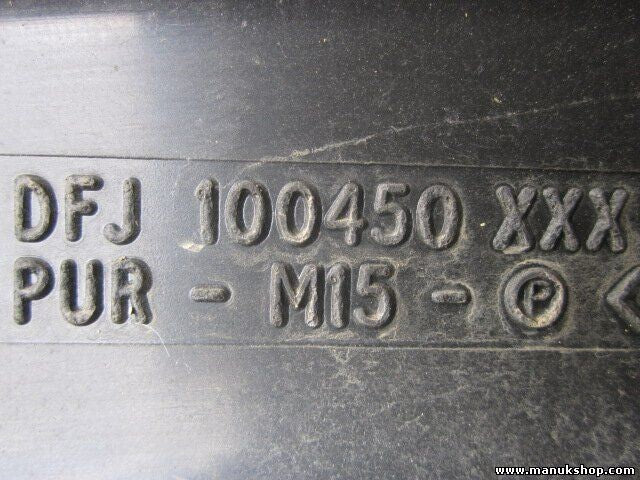 DFJ 100450 XXX
PUR - M15 - Ⓟ <
www.manukshop.com